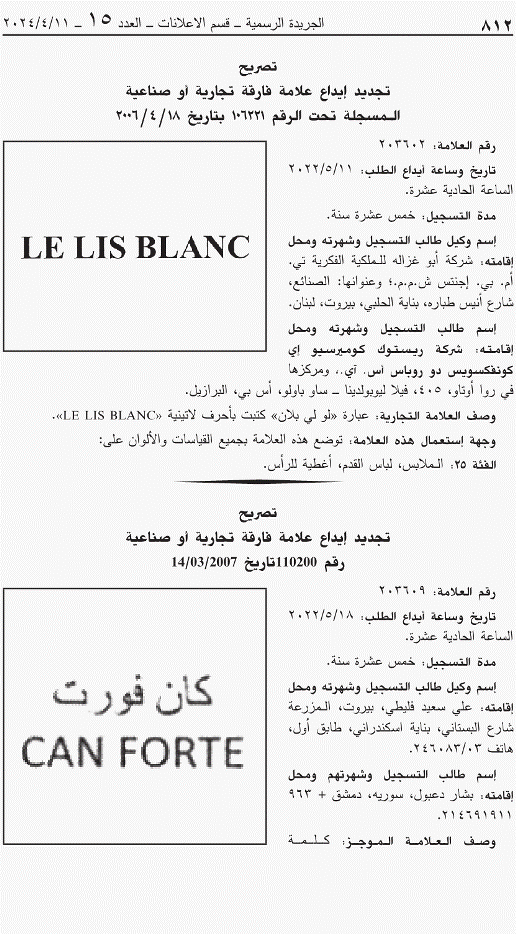 ٨١٢
الجريدة الرسمية – قسم الاعلانات – العدد ١٥ – ٢٠٢٤/٤/١١
تصريح
تجديد إيداع علامة فارقة تجارية أو صناعية
المسجلة تحت الرقم ١٠٦٢٢١ بتاريخ ٢٠٠٦/٤/١٨
LE LIS BLANC
رقم العلامة: ٢٠٣٦٠٢
تاريخ وساعة أيداع الطلب: ٢٠٢٢/٥/١١
الساعة الحادية عشرة.
مدة التسجيل: خمس عشرة سنة.
إسم وكيل طالب التسجيل وشهرته ومحل
إقامته: شركة أبو غزاله للملكية الفكرية تي.
أم. بي. إجنتس ش.م.م.؛ وعنوانها: الصنائع،
شارع أنيس طباره، بناية الحلبي، بيروت، لبنان.
إسم طالب التسجيل وشهرته ومحل
إقامته: شركة ريستوك كوميرسيو إي
كونفكسويس دو روباس أس. آي.، ومركزها
في روا أوتاو، ٤٠٥، فيلا ليوبولدينا – ساو باولو، أس بي، البرازيل.
وصف العلامة التجارية: عبارة «لو لي بلان» كتبت بأحرف لاتينية «LE LIS BLANC».
وجهة إستعمال هذه العلامة: توضع هذه العلامة بجميع القياسات والألوان على:
الفئة ٢٥: الملابس، لباس القدم، أغطية للرأس.
تصريح
تجديد إيداع علامة فارقة تجارية أو صناعية
رقم 110200تاريخ 14/03/2007
كان فورت
CAN FORTE
رقم العلامة: ٢٠٣٦٠٩
تاريخ وساعة أيداع الطلب: ٢٠٢٢/٥/١٨
الساعة الحادية عشرة.
مدة التسجيل: خمس عشرة سنة.
إسم وكيل طالب التسجيل وشهرته ومحل
إقامته: علي سعيد فليطي، بيروت، المزرعة
شارع البستاني، بناية اسكندراني، طابق أول،
هاتف ٢٤٦٠٨٣/٠٣.
إسم طالب التسجيل وشهرتهم ومحل
إقامته: بشار دعبول، سوريه، دمشق + ٩٦٣
٢١٤٦٩١٩١١.
وصف العلامة الموجز: كلمة